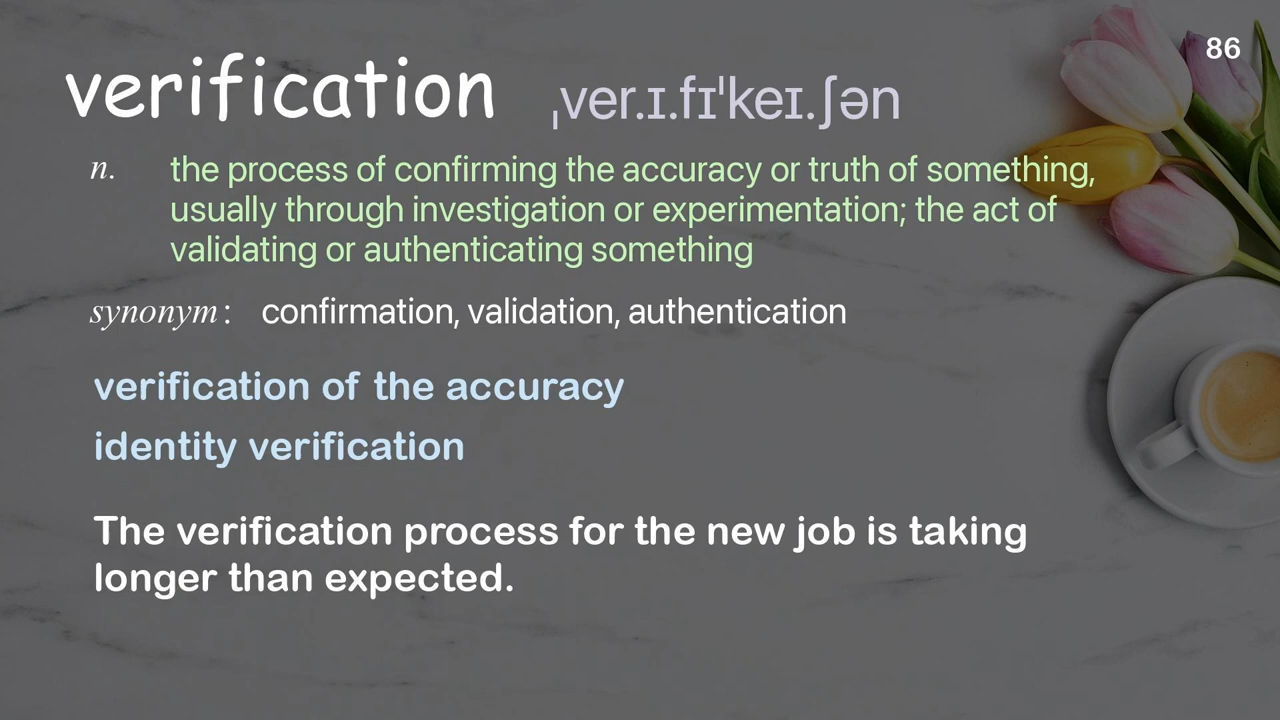 86
verification ˌver.ɪ.fɪˈkeɪ.ʃən
n. the process of confirming the accuracy or truth of something,
usually through investigation or experimentation; the act of
validating or authenticating something
synonym: confirmation, validation, authentication
verification of the accuracy
identity verification
The verification process for the new job is taking
longer than expected.